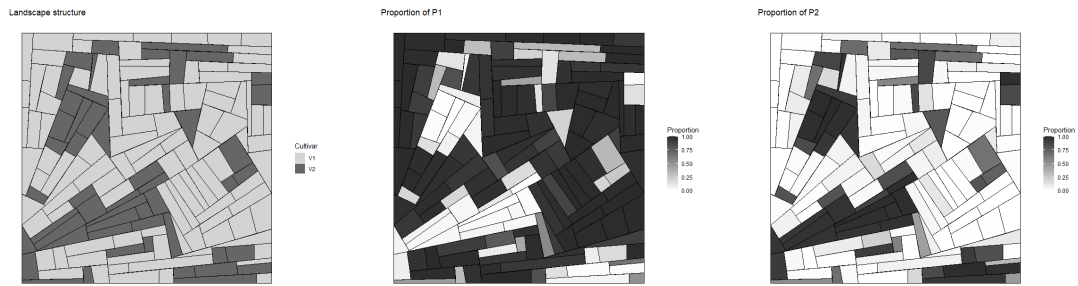 Landscape structure
Proportion of P1
Proportion of P2
Cultivar
V1
V2
Proportion
1.00
0.75
0.50
0.25
0.00
Proportion
1.00
0.75
0.50
0.25
0.00